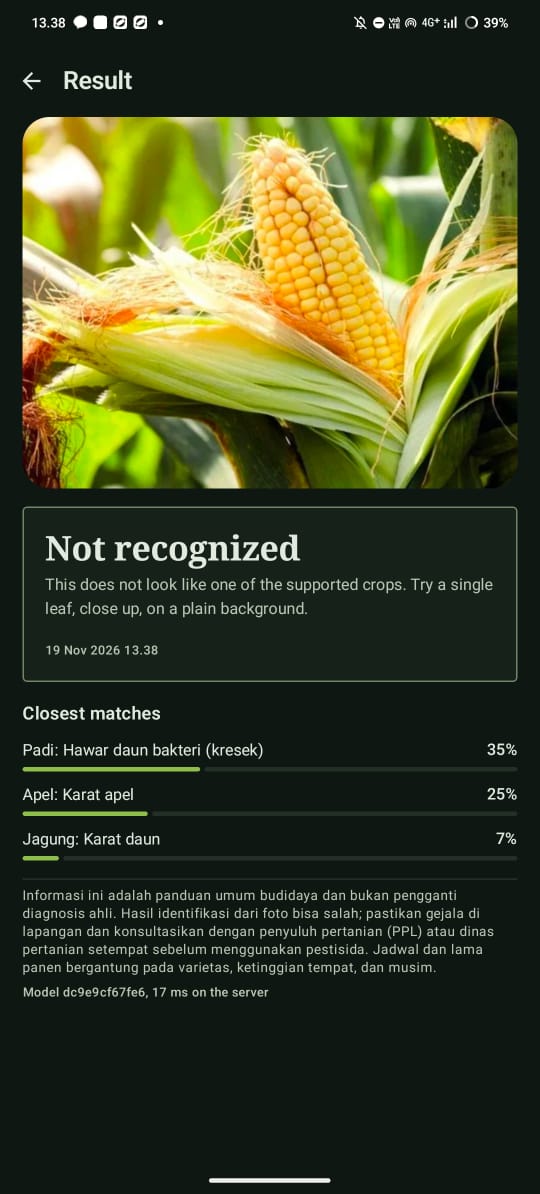 13.38
4G+
39%
Result
Not recognized
This does not look like one of the supported crops. Try a single
leaf, close up, on a plain background.
19 Nov 2026 13.38
Closest matches
Padi: Hawar daun bakteri (kresek) 35%
Apel: Karat apel 25%
Jagung: Karat daun 7%
Informasi ini adalah panduan umum budidaya dan bukan pengganti
diagnosis ahli. Hasil identifikasi dari foto bisa salah; pastikan gejala di
lapangan dan konsultasikan dengan penyuluh pertanian (PPL) atau dinas
pertanian setempat sebelum menggunakan pestisida. Jadwal dan lama
panen bergantung pada varietas, ketinggian tempat, dan musim.
Model dc9e9cf67fe6, 17 ms on the server